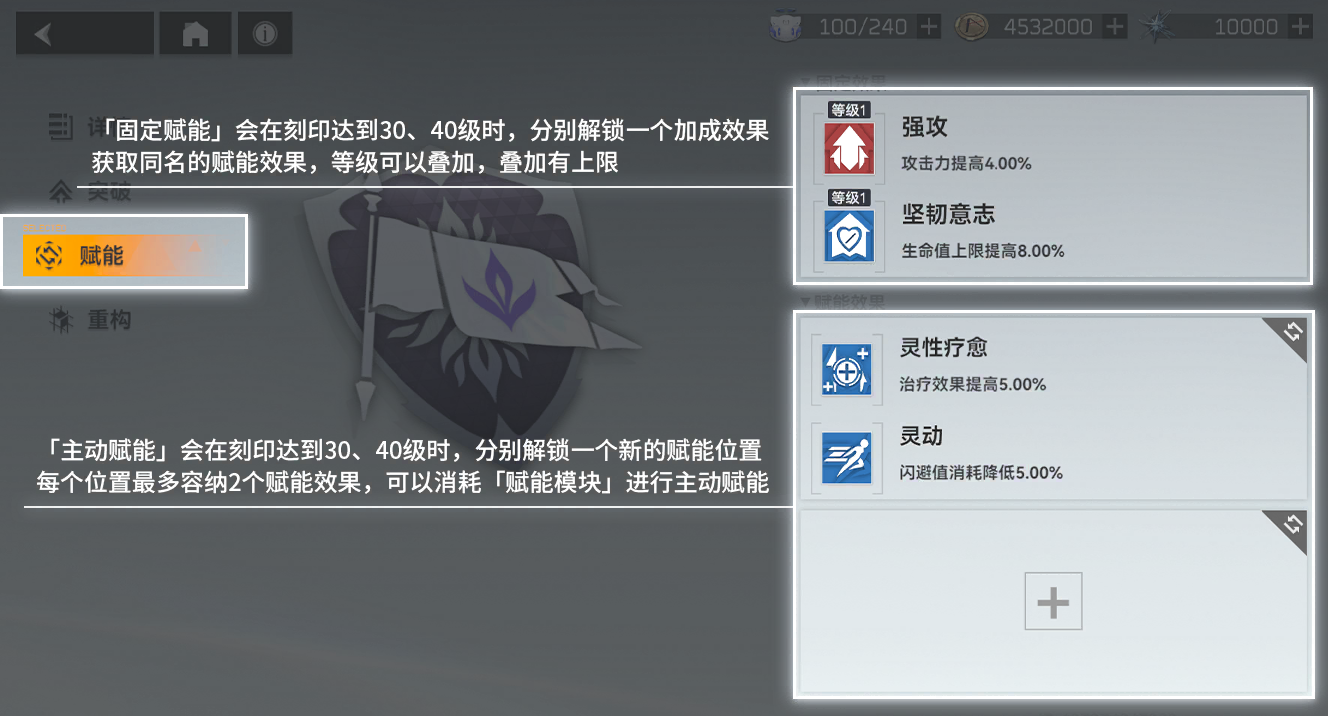 100/240
4532000
10000
固定效果
「固定赋能」会在刻印达到30、40级时，分别解锁一个加成效果
获取同名的赋能效果，等级可以叠加，叠加有上限
等级1
强攻
攻击力提高4.00%
等级1
坚韧意志
生命值上限提高8.00%
突破
赋能
重构
赋能效果
灵性疗愈
治疗效果提高5.00%
灵动
闪避值消耗降低5.00%
「主动赋能」会在刻印达到30、40级时，分别解锁一个新的赋能位置
每个位置最多容纳2个赋能效果，可以消耗「赋能模块」进行主动赋能